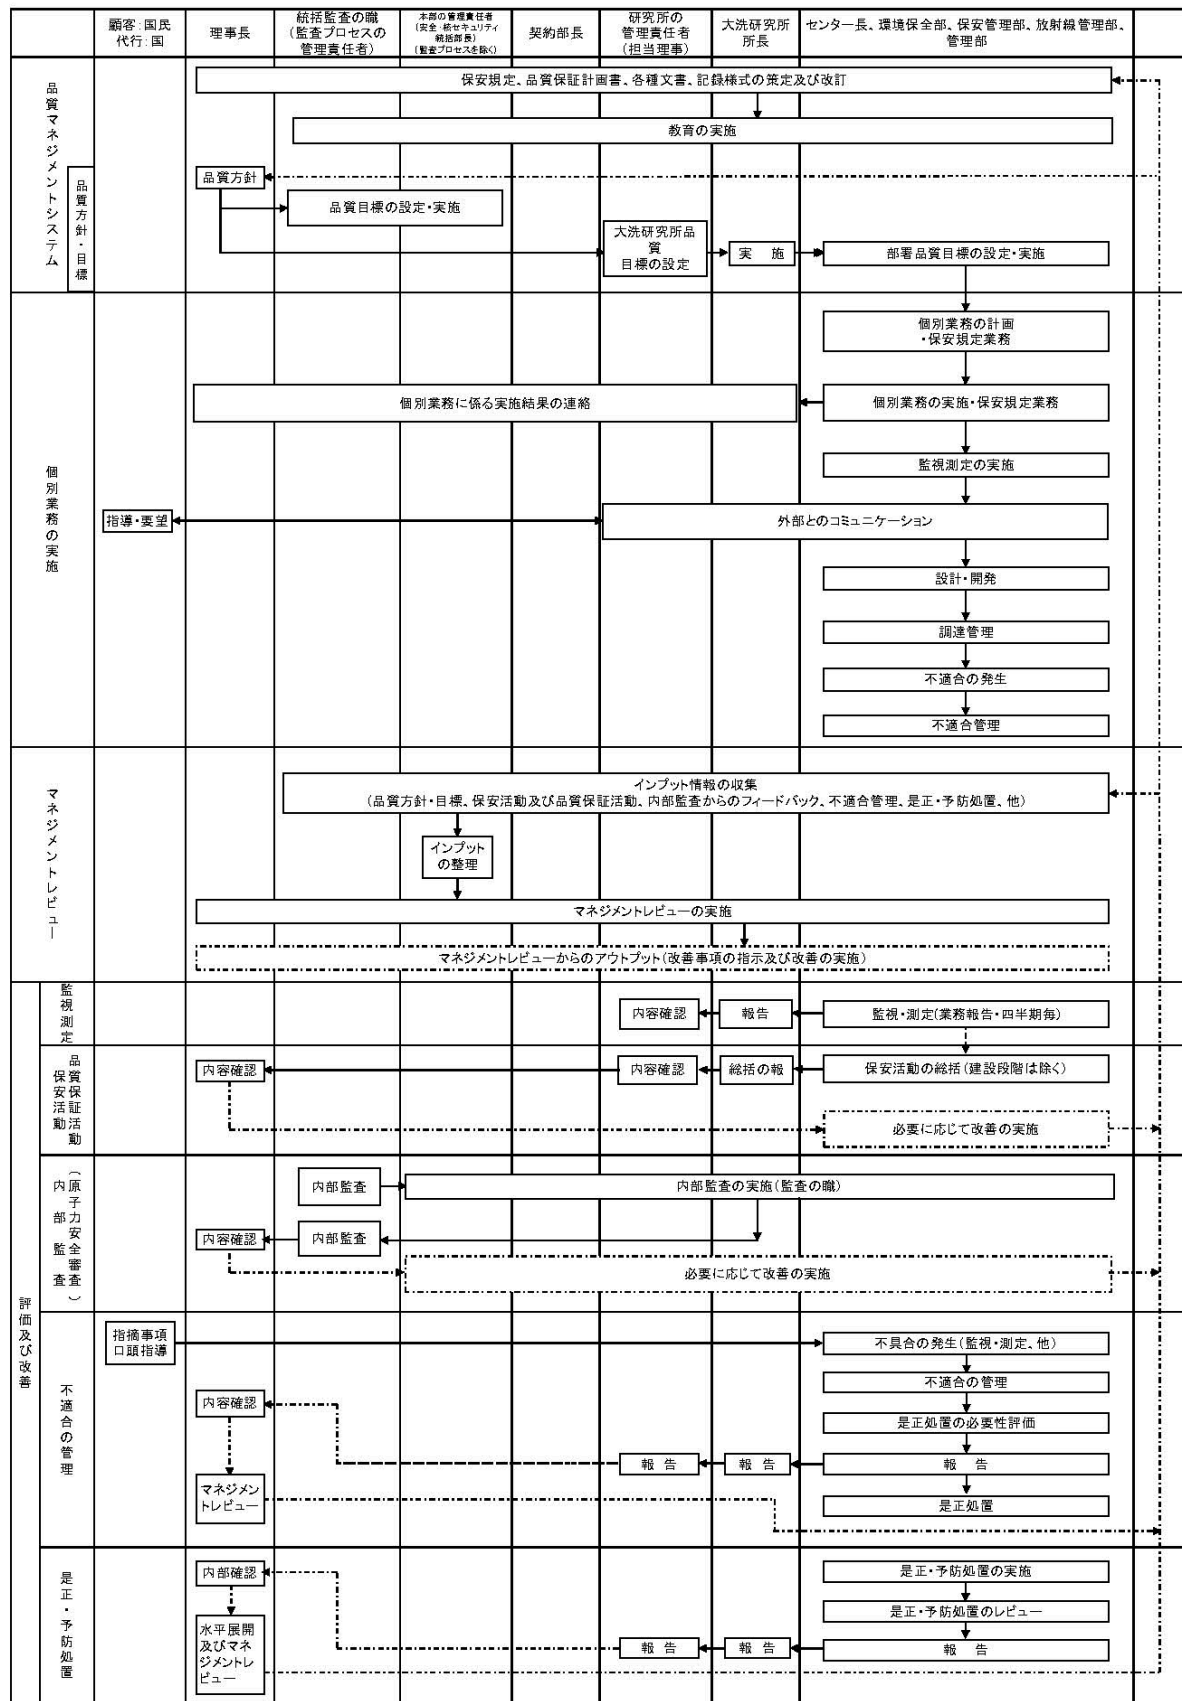 顧客：国民
代行：国
理事長
統括監査の職
(監査プロセスの
管理責任者)
本部の管理責任者
(安全・核セキュリティ
統括部長)
(監査プロセスを除く)
契約部長
研究所の
管理責任者
(担当理事)
大洗研究所
所長
センター長、環境保全部、保安管理部、放射線管理部、
管理部
品質マネジメントシステム
品質方針・目標
保安規定、品質保証計画書、各種文書、記録様式の策定及び改訂
教育の実施
品質方針
品質目標の設定・実施
大洗研究所品
質
目標の設定
実 施
部署品質目標の設定・実施
個別業務の実施
個別業務の計画
・保安規定業務
個別業務に係る実施結果の連絡
個別業務の実施・保安規定業務
監視測定の実施
指導・要望
外部とのコミュニケーション
設計・開発
調達管理
不適合の発生
不適合管理
マネジメントレビュー
インプット情報の収集
(品質方針・目標、保安活動及び品質保証活動、内部監査からのフィードバック、不適合管理、是正・予防処置、他)
インプット
の整理
マネジメントレビューの実施
マネジメントレビューからのアウトプット(改善事項の指示及び改善の実施)
評価及び改善
監視測定
内容確認
報告
監視・測定(業務報告・四半期毎)
品質保証活動
保安活動
内容確認
内容確認
総括の報
保安活動の総括(建設段階は除く)
必要に応じて改善の実施
(原子力安全審査)
内部監査
内部監査
内部監査の実施(監査の職)
内容確認
内部監査
必要に応じて改善の実施
不適合の管理
指摘事項
口頭指導
不具合の発生(監視・測定、他)
不適合の管理
内容確認
是正処置の必要性評価
報 告
報 告
報 告
マネジメン
トレビュー
是正処置
是正・予防処置
内部確認
是正・予防処置の実施
是正・予防処置のレビュー
水平展開
及びマネ
ジメントレ
ビュー
報 告
報 告
報 告